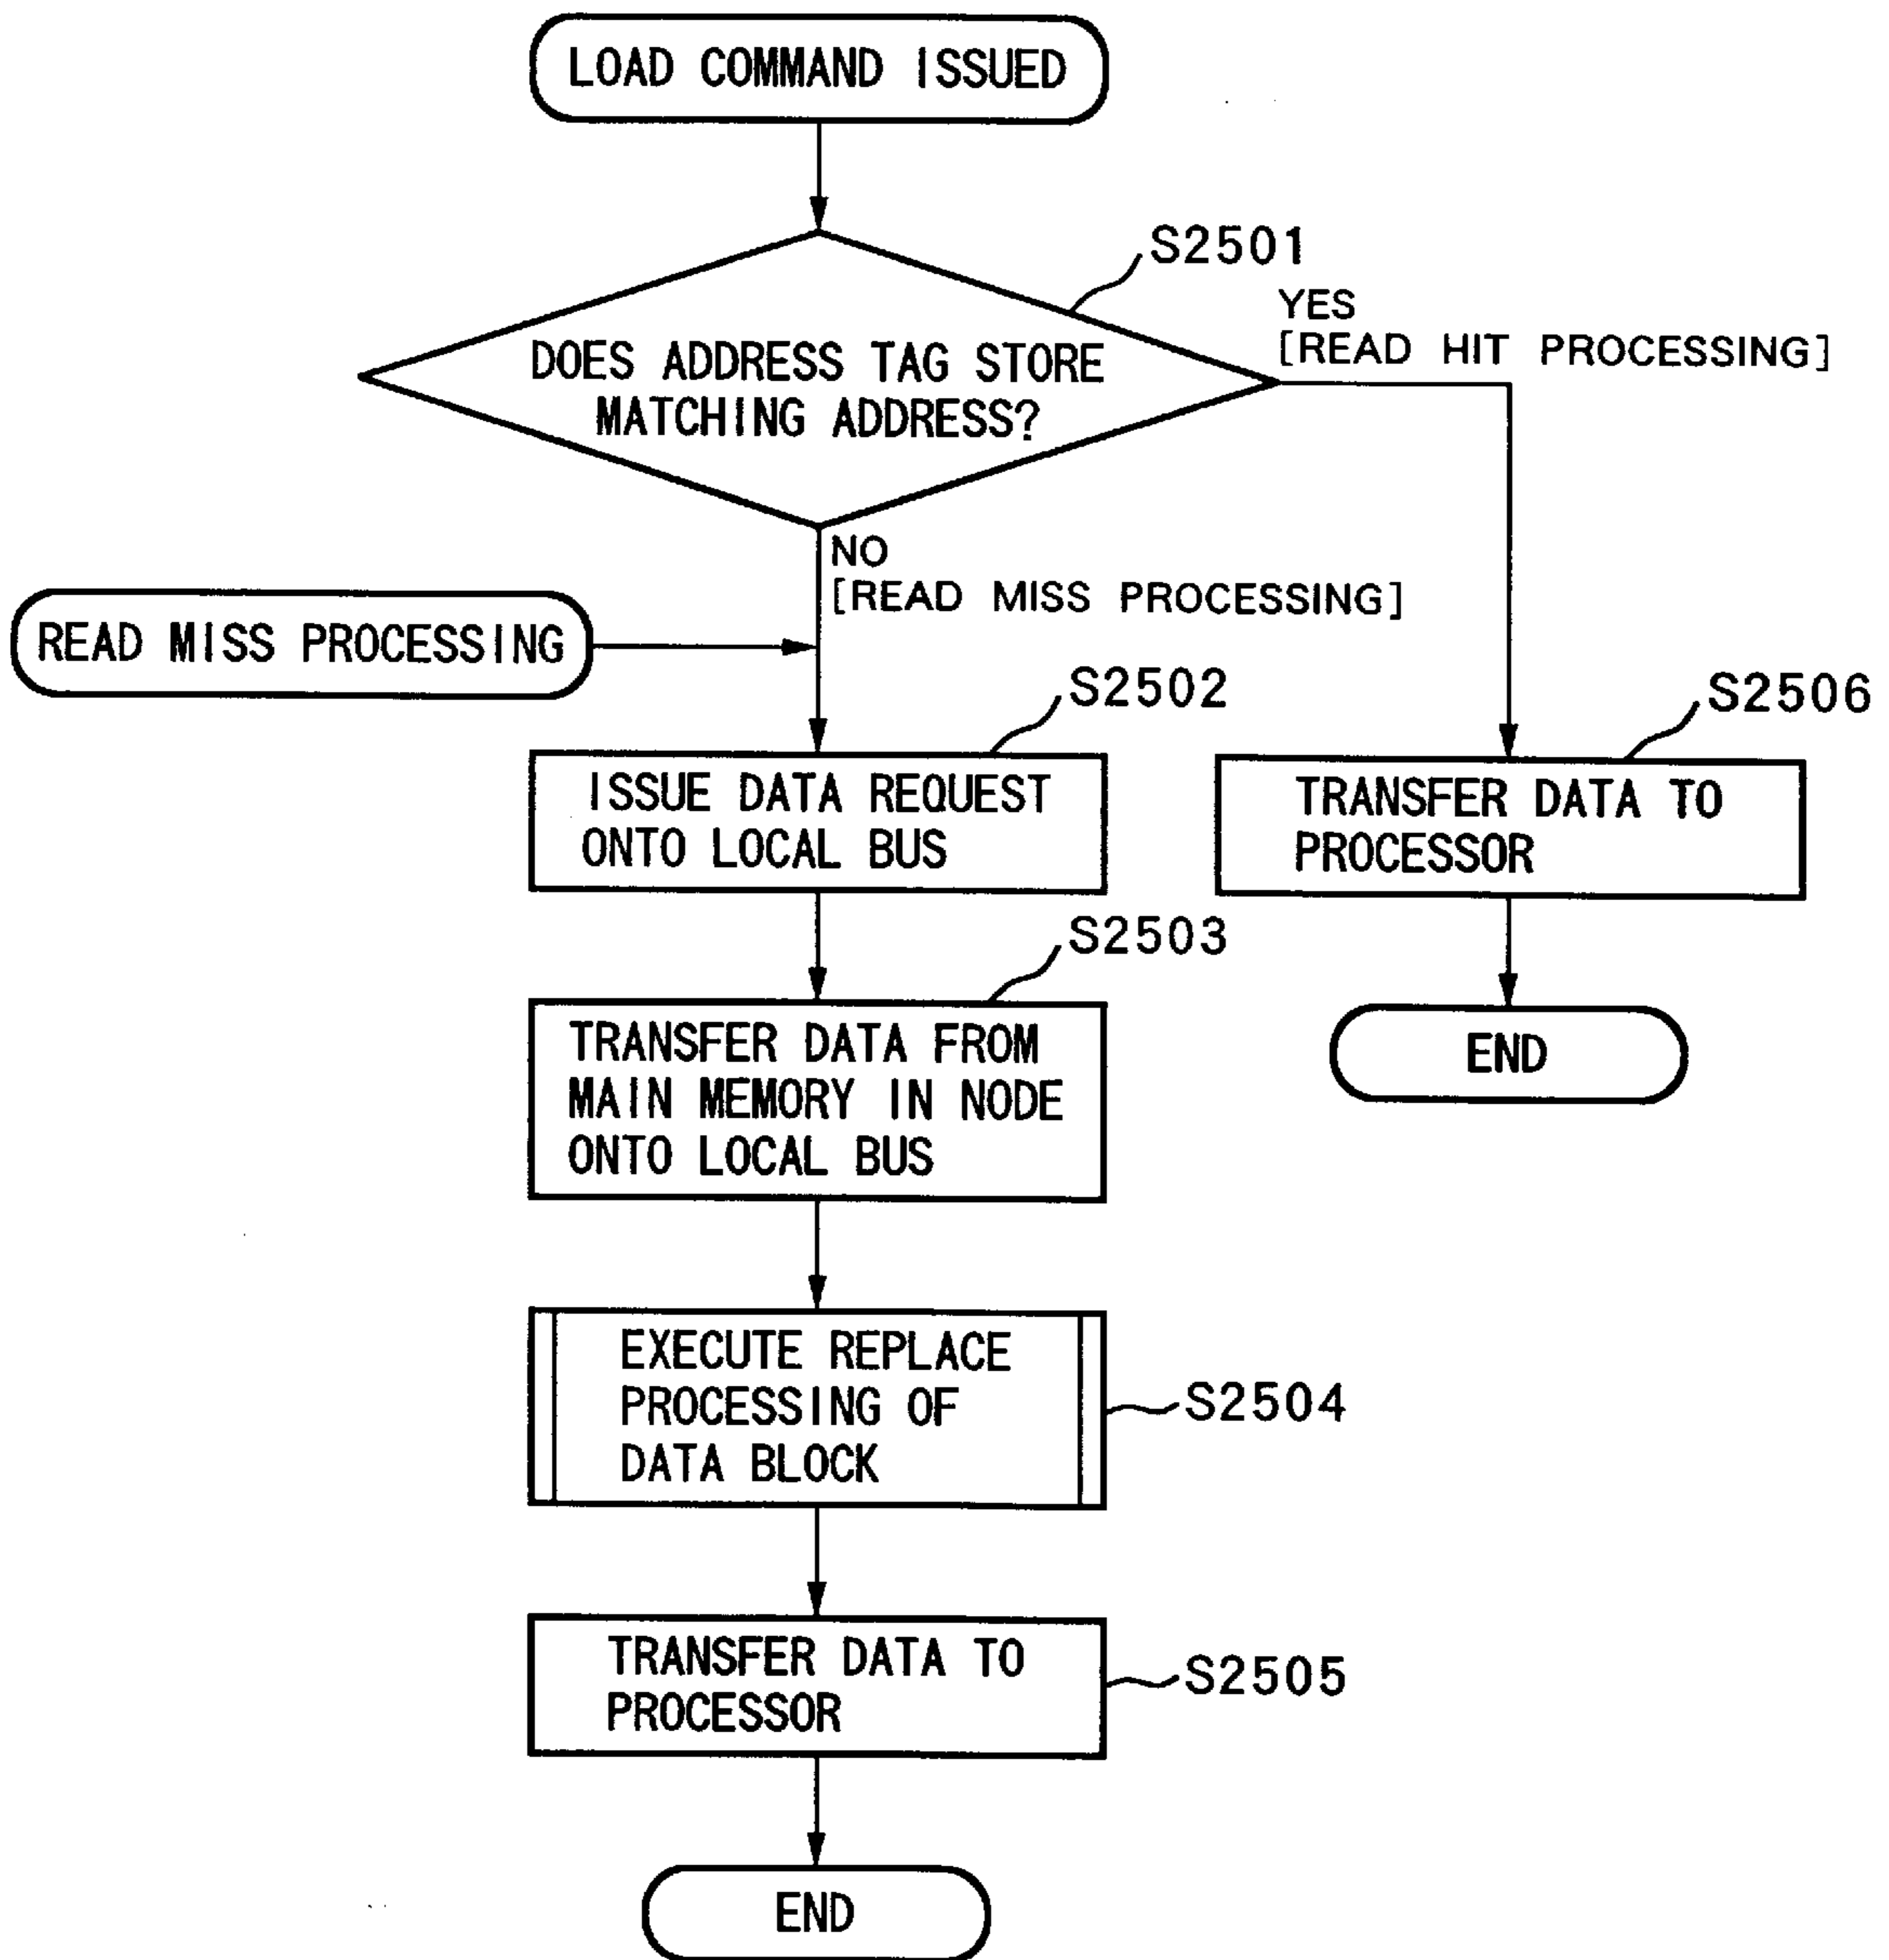 LOAD COMMAND ISSUED
S2501
YES
[READ HIT PROCESSING]
DOES ADDRESS TAG STORE
MATCHING ADDRESS?
NO
[READ MISS PROCESSING]
READ MISS PROCESSING
S2502
S2506
ISSUE DATA REQUEST
ONTO LOCAL BUS
TRANSFER DATA TO
PROCESSOR
S2503
TRANSFER DATA FROM
MAIN MEMORY IN NODE
ONTO LOCAL BUS
END
EXECUTE REPLACE
PROCESSING OF
DATA BLOCK
S2504
TRANSFER DATA TO
PROCESSOR
S2505
END